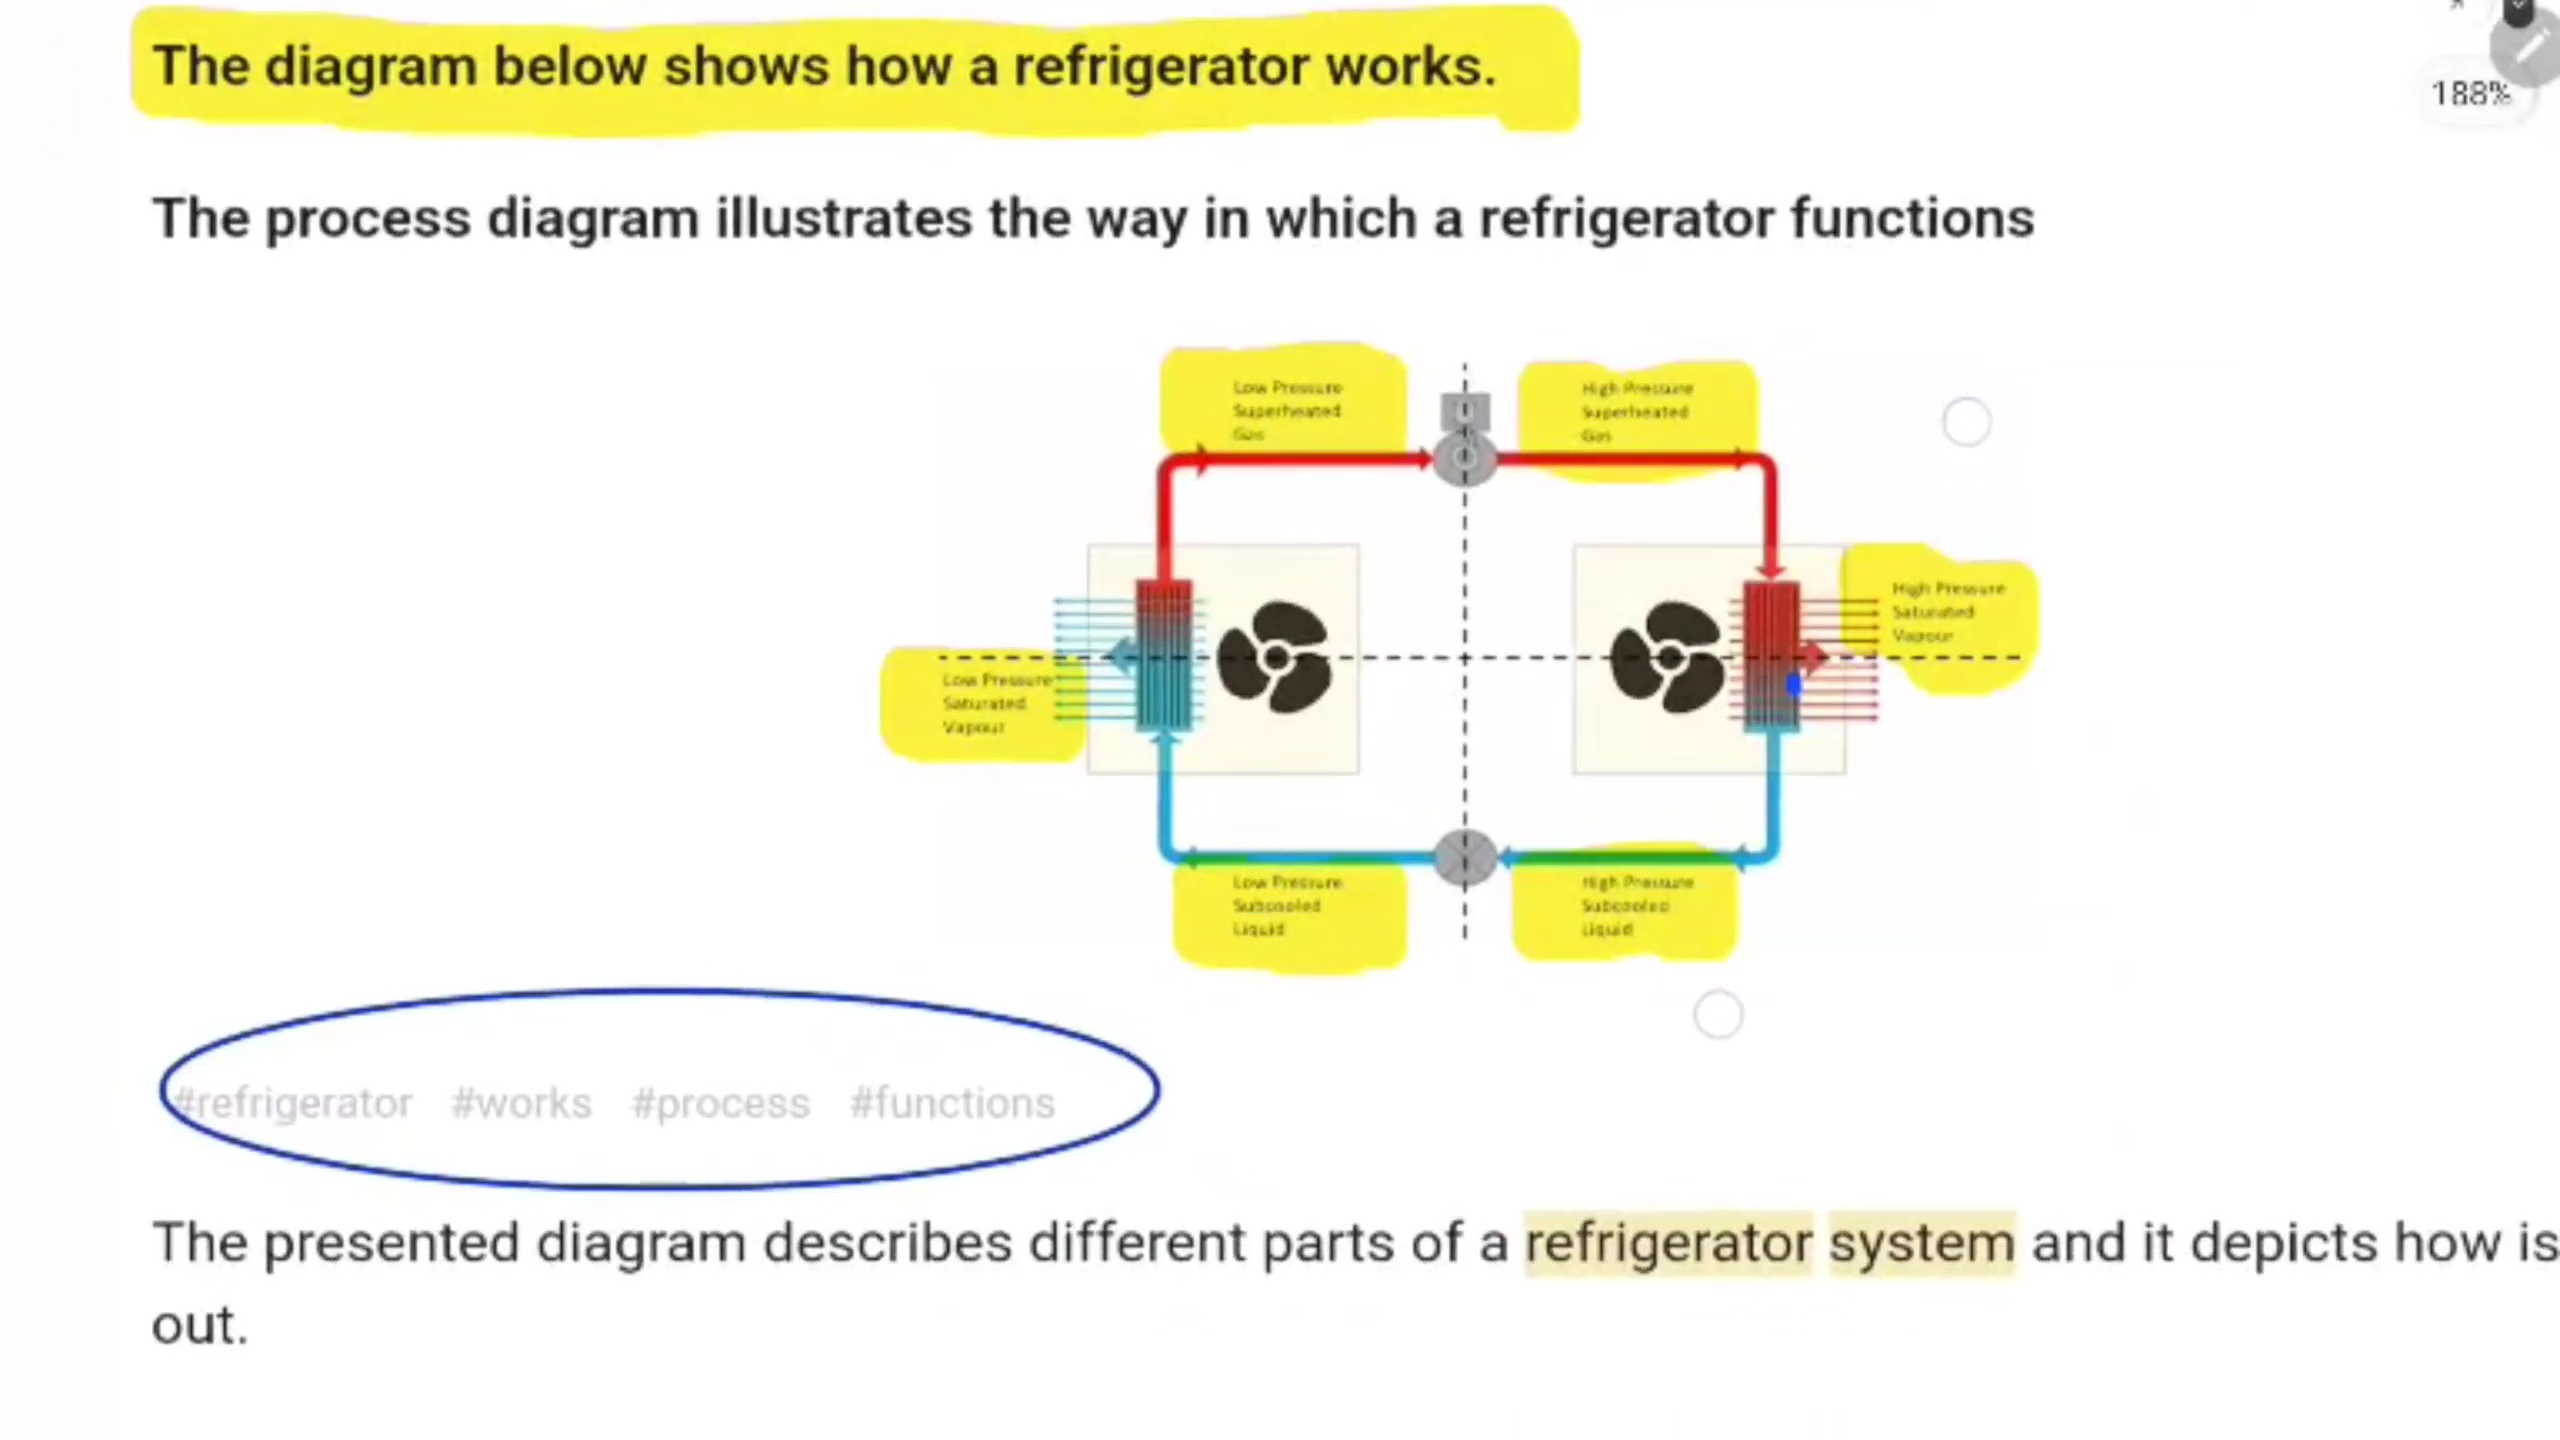 The diagram below shows how a refrigerator works.
188%
The process diagram illustrates the way in which a refrigerator functions
Low Pressure
Superheated
Gas
High Pressure
Superheated
Gas
High Pressure
Saturated
Vapour
Low Pressure
Saturated
Vapour
Low Pressure
Subcooled
Liquid
High Pressure
Subcooled
Liquid
#refrigerator #works #process #functions
The presented diagram describes different parts of a refrigerator system and it depicts how is
out.